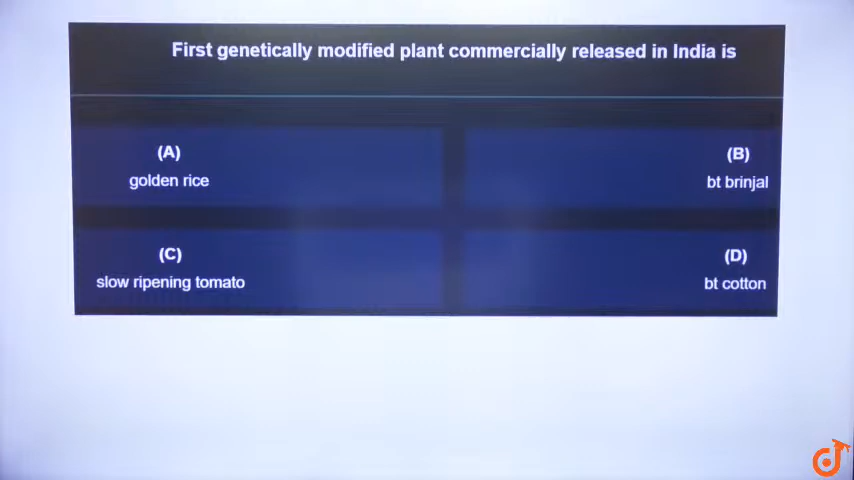 First genetically modified plant commercially released in India is
(A)
golden rice
(B)
bt brinjal
(C)
slow ripening tomato
(D)
bt cotton